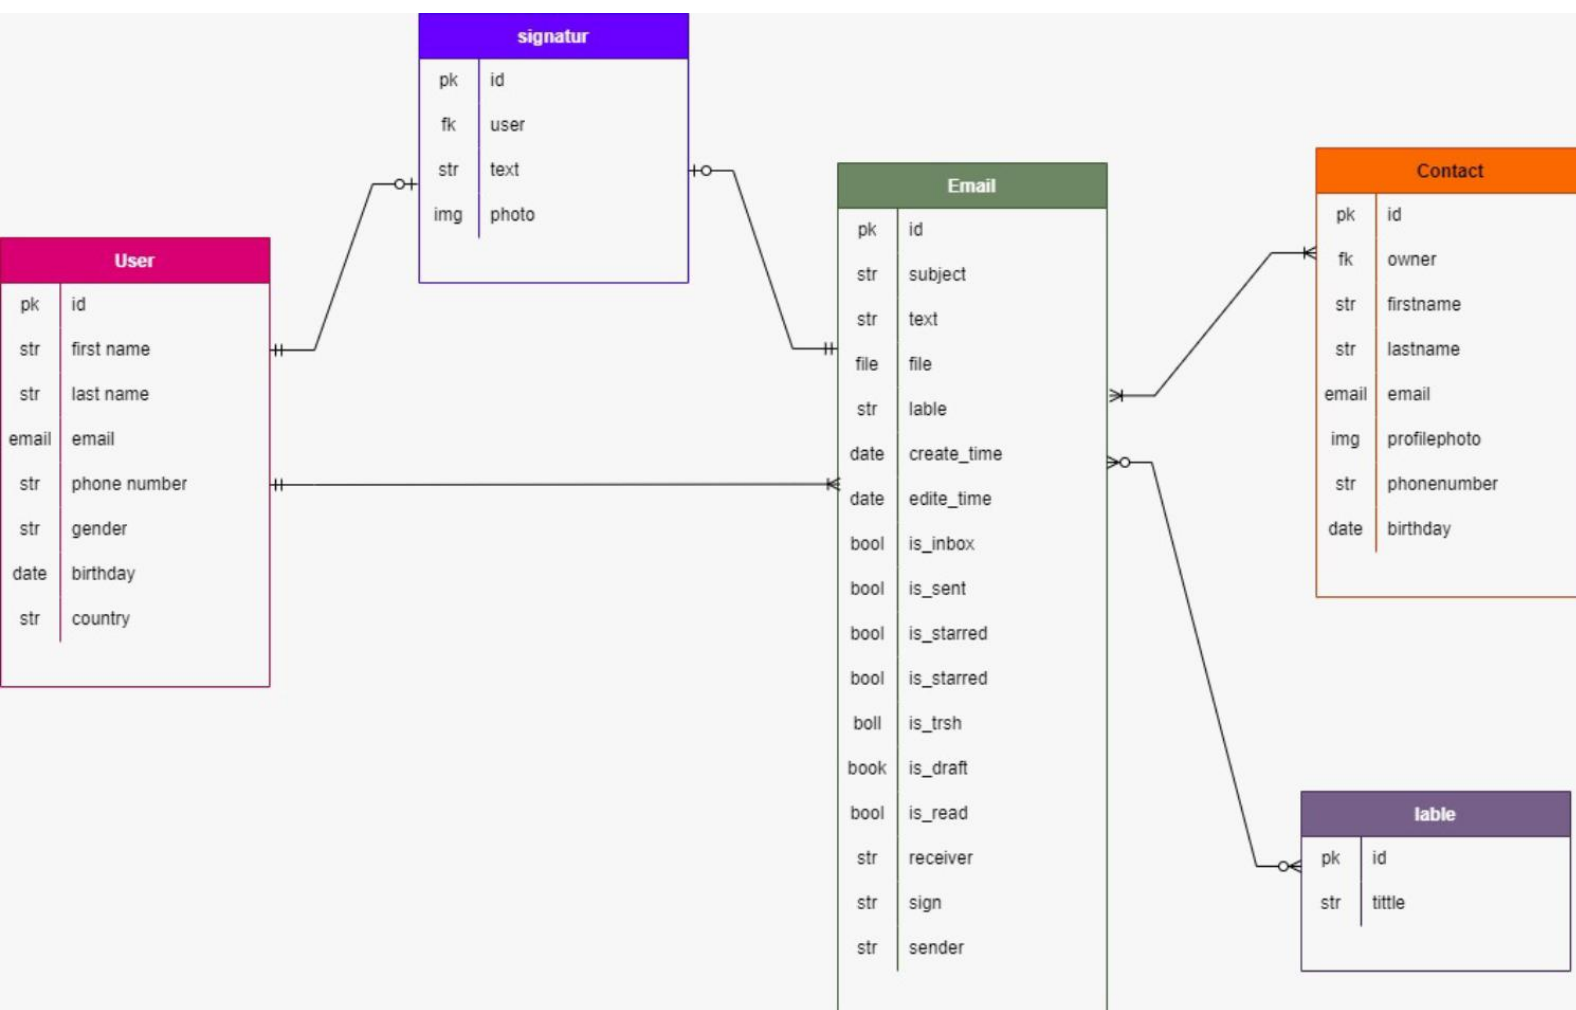 signatur
pk id
fk user
str text
img photo
User
pk id
str first name
str last name
email email
str phone number
str gender
date birthday
str country
Email
pk id
str subject
str text
file file
str lable
date create_time
date edite_time
bool is_inbox
bool is_sent
bool is_starred
bool is_starred
boll is_trsh
book is_draft
bool is_read
str receiver
str sign
str sender
Contact
pk id
fk owner
str firstname
str lastname
email email
img profilephoto
str phonenumber
date birthday
lable
pk id
str tittle